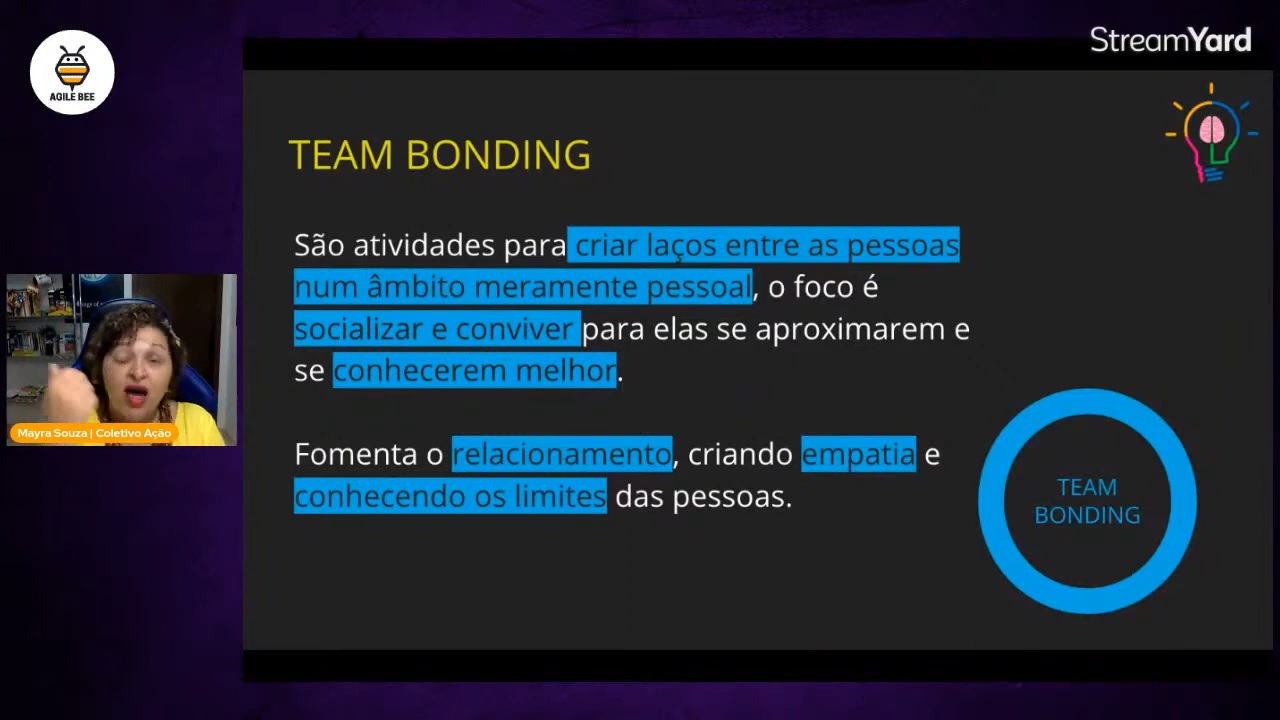 StreamYard
AGILE BEE
TEAM BONDING
São atividades para criar laços entre as pessoas
num âmbito meramente pessoal, o foco é
socializar e conviver para elas se aproximarem e
se conhecerem melhor.
Fomenta o relacionamento, criando empatia e
conhecendo os limites das pessoas.
TEAM
BONDING
Mayra Souza | Coletivo Ação